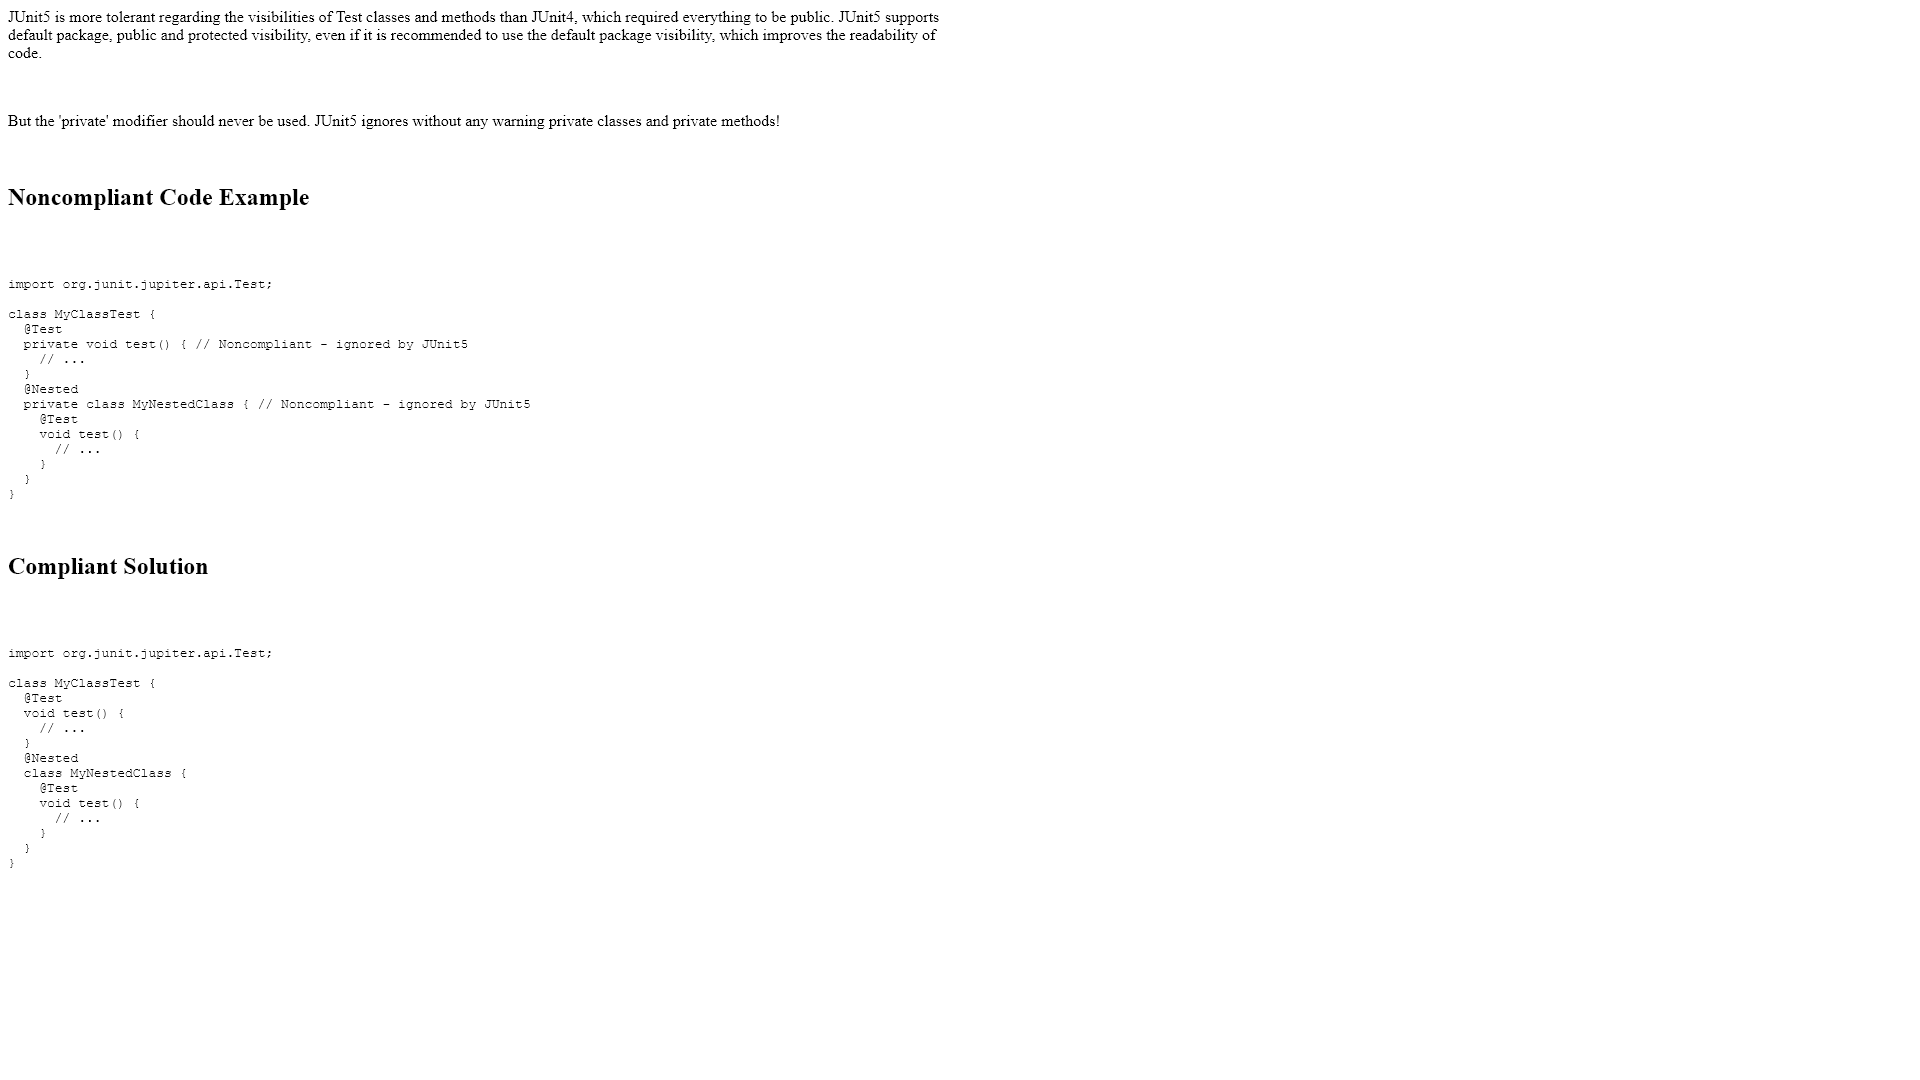 JUnit5 is more tolerant regarding the visibilities of Test classes and methods than JUnit4, which required everything to be public. JUnit5 supports
default package, public and protected visibility, even if it is recommended to use the default package visibility, which improves the readability of
code.
But the 'private' modifier should never be used. JUnit5 ignores without any warning private classes and private methods!
Noncompliant Code Example
import org.junit.jupiter.api.Test;
class MyClassTest {
  @Test
  private void test() { // Noncompliant - ignored by JUnit5
    // ...
  }
  @Nested
  private class MyNestedClass { // Noncompliant - ignored by JUnit5
    @Test
    void test() {
      // ...
    }
  }
}
Compliant Solution
import org.junit.jupiter.api.Test;
class MyClassTest {
  @Test
  void test() {
    // ...
  }
  @Nested
  class MyNestedClass {
    @Test
    void test() {
      // ...
    }
  }
}